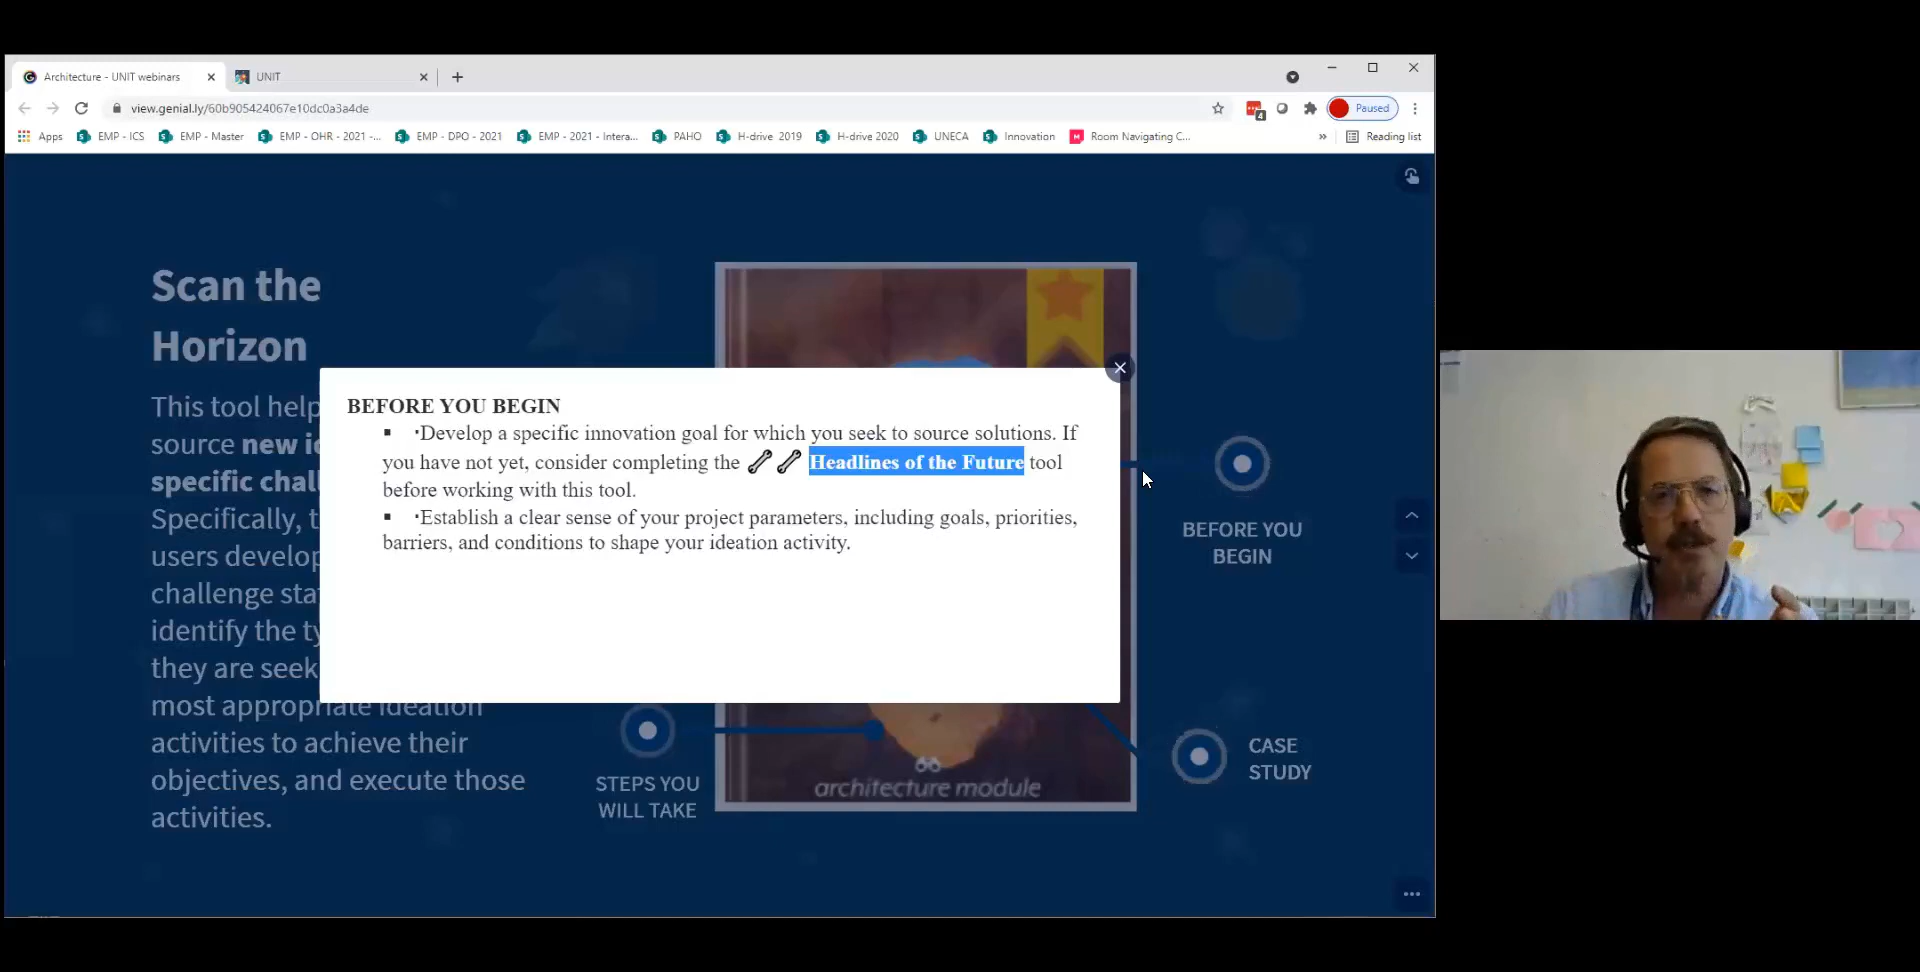 Architecture - UNIT webinars
UNIT
view.genial.ly/60b905424067e10dc0a3a4de
4
Paused
Apps
EMP - ICS
EMP - Master
EMP - OHR - 2021 -...
EMP - DPO - 2021
EMP - 2021 - Intera...
PAHO
H-drive 2019
H-drive 2020
UNECA
Innovation
Room Navigating C...
Reading list
Scan the
Horizon
This tool help
source new
specific chal
Specifically,
users develop
challenge sta
identify the
they are seek
most appropriate ideation
activities to achieve their
objectives, and execute those
activities.
BEFORE YOU BEGIN
▪ ·Develop a specific innovation goal for which you seek to source solutions. If
you have not yet, consider completing the Headlines of the Future tool
before working with this tool.
▪ ·Establish a clear sense of your project parameters, including goals, priorities,
barriers, and conditions to shape your ideation activity.
BEFORE YOU
BEGIN
CASE
STUDY
STEPS YOU
WILL TAKE
architecture module